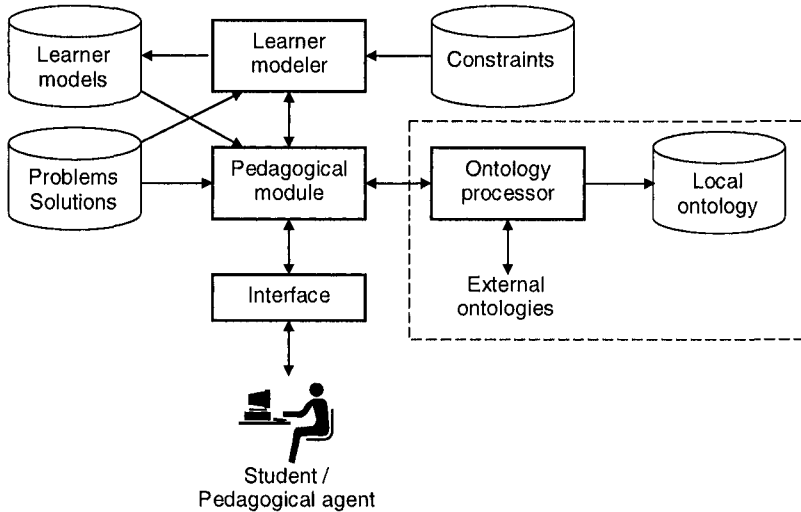 Learner
models
Learner
modeler
Constraints
Problems
Solutions
Pedagogical
module
Ontology
processor
Local
ontology
Interface
External
ontologies
Student /
Pedagogical agent